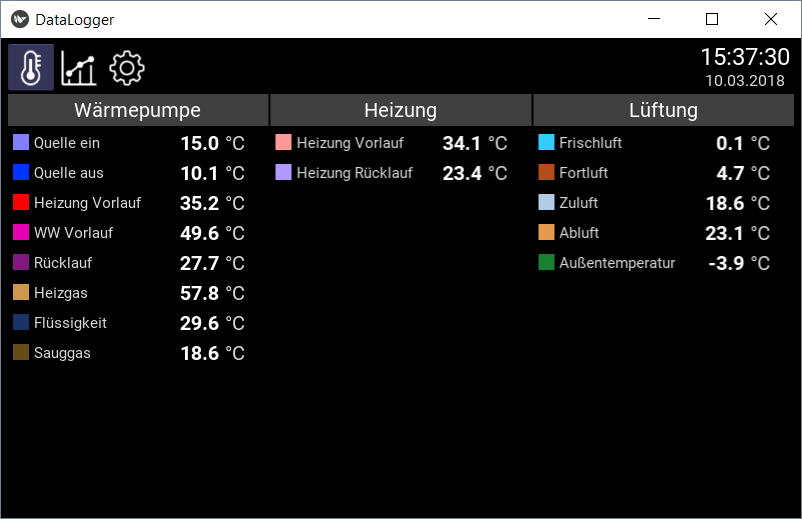 DataLogger
15:37:30
10.03.2018
Wärmepumpe
Quelle ein 15.0 °C
Quelle aus 10.1 °C
Heizung Vorlauf 35.2 °C
WW Vorlauf 49.6 °C
Rücklauf 27.7 °C
Heizgas 57.8 °C
Flüssigkeit 29.6 °C
Sauggas 18.6 °C
Heizung
Heizung Vorlauf 34.1 °C
Heizung Rücklauf 23.4 °C
Lüftung
Frischluft 0.1 °C
Fortluft 4.7 °C
Zuluft 18.6 °C
Abluft 23.1 °C
Außentemperatur -3.9 °C